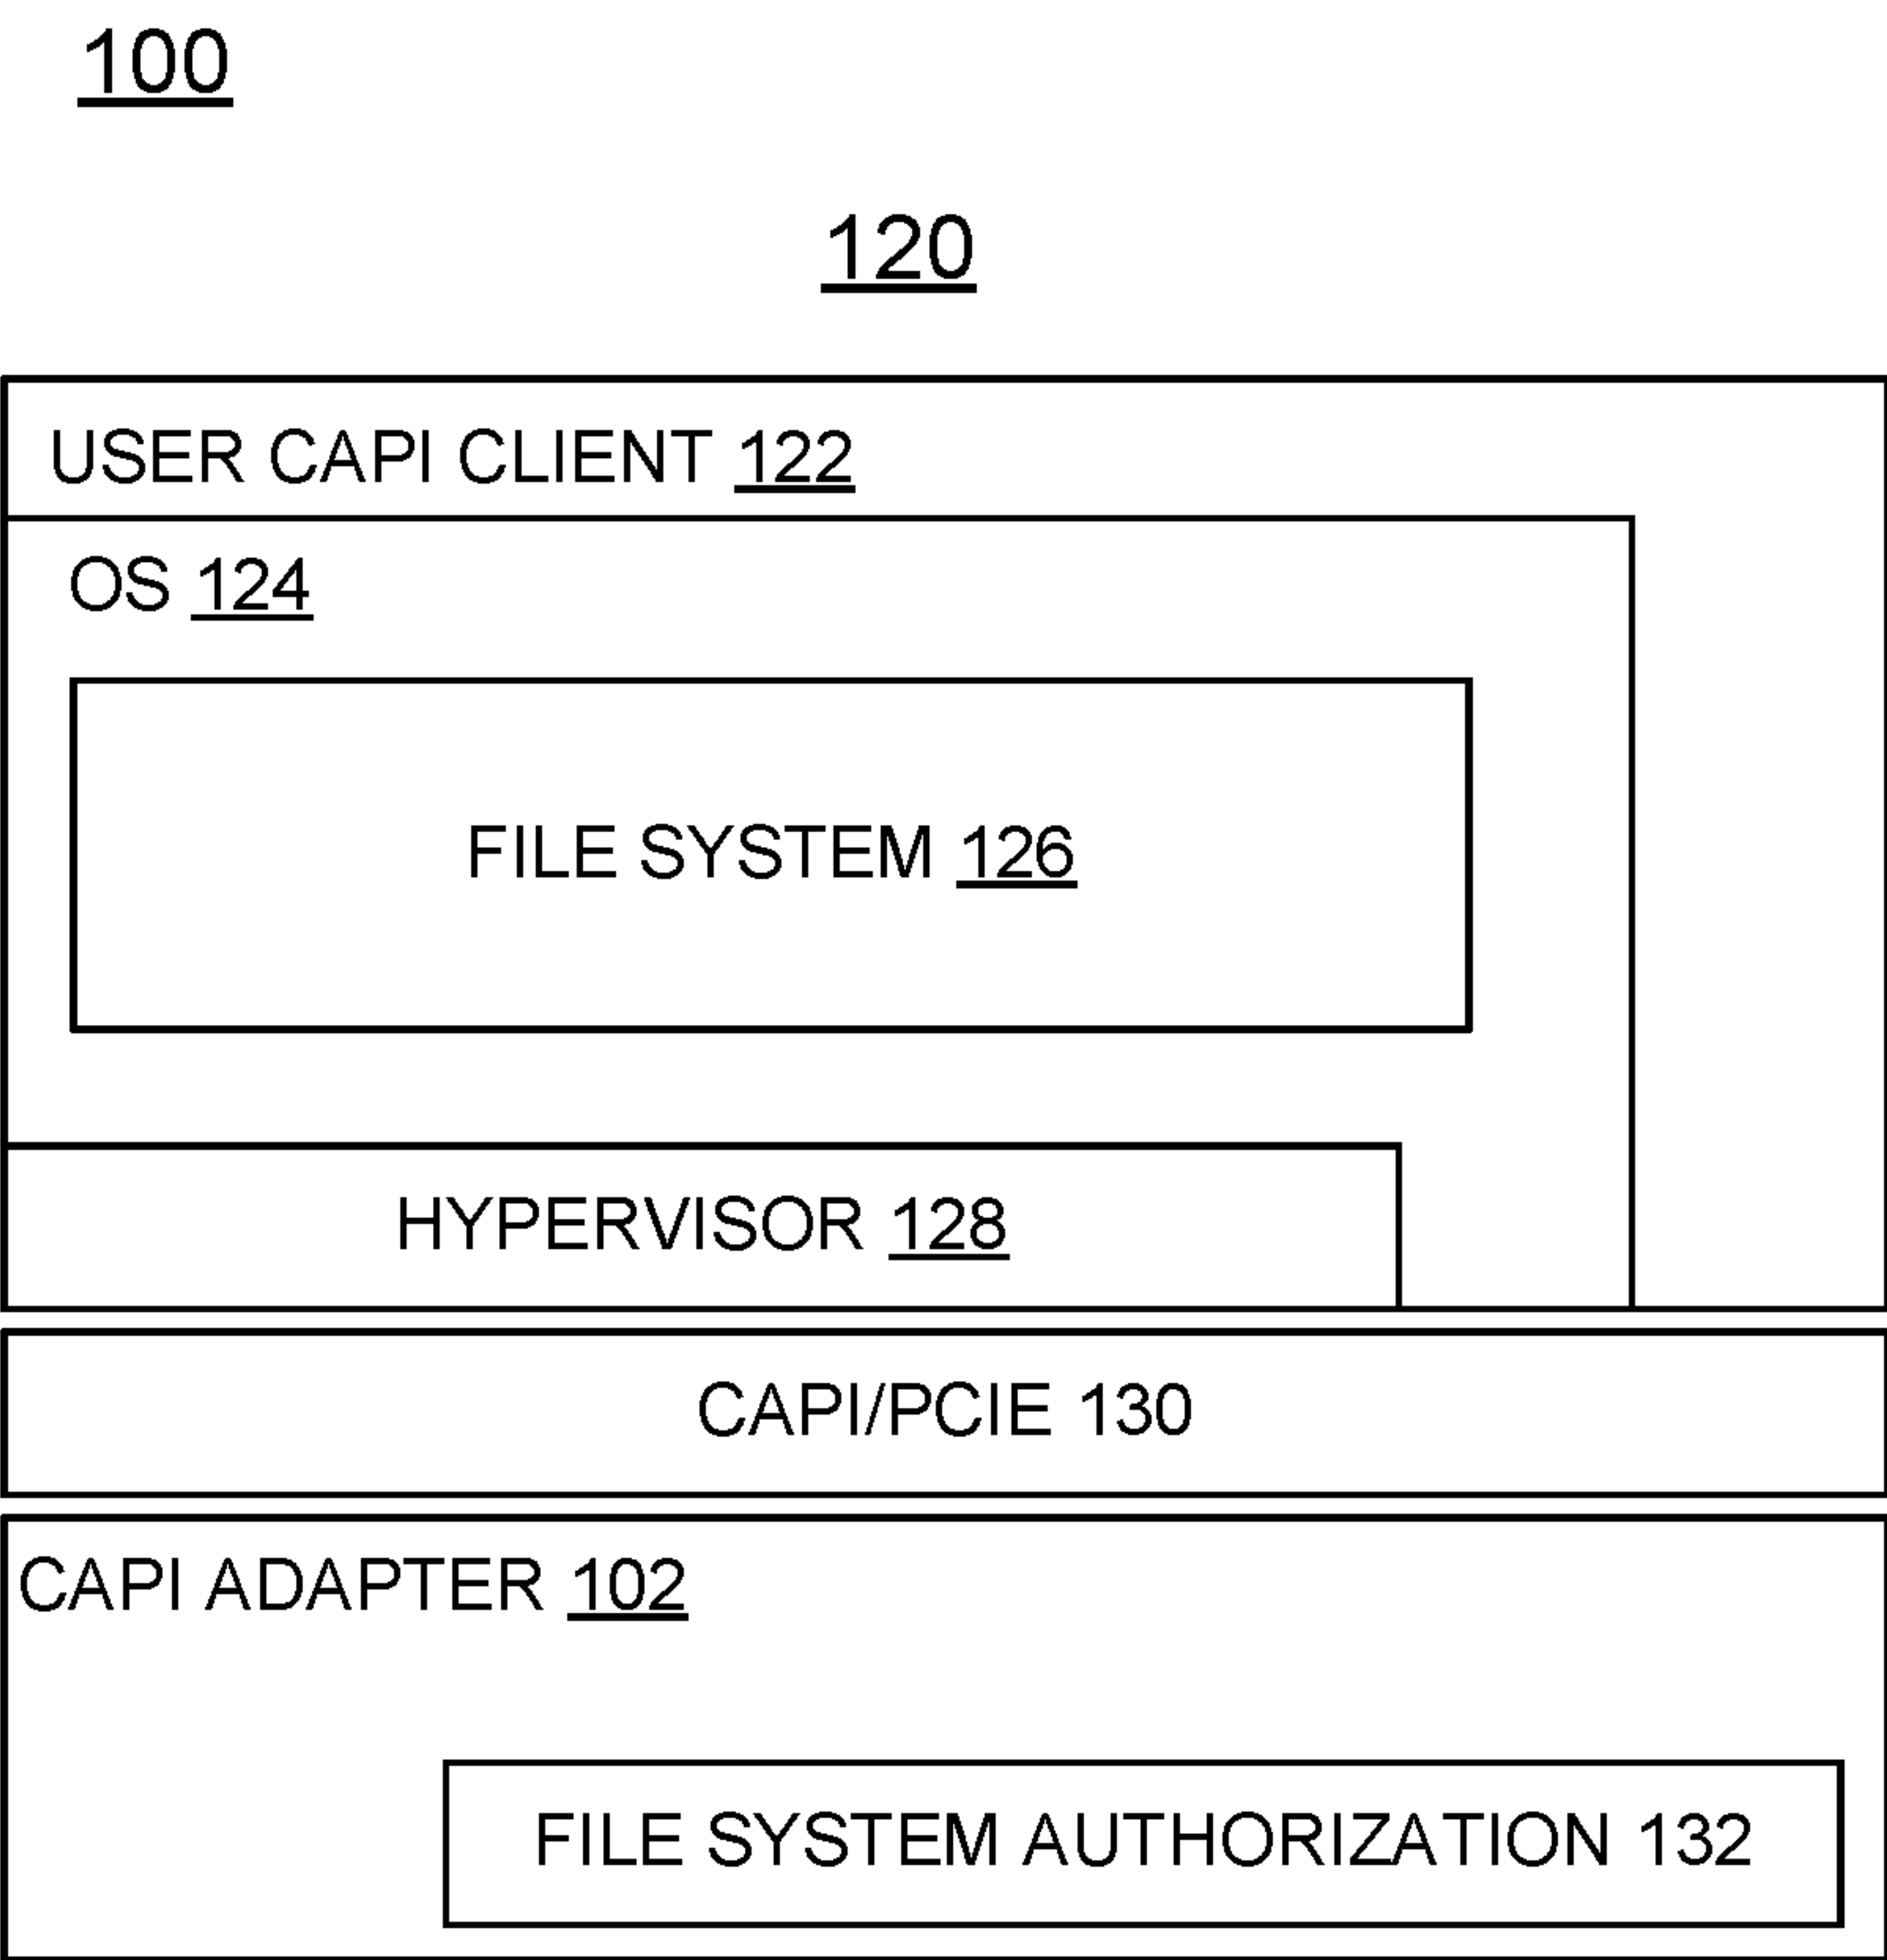 100
120
USER CAPI CLIENT 122
OS 124
FILE SYSTEM 126
HYPERVISOR 128
CAPI/PCIE 130
CAPI ADAPTER 102
FILE SYSTEM AUTHORIZATION 132